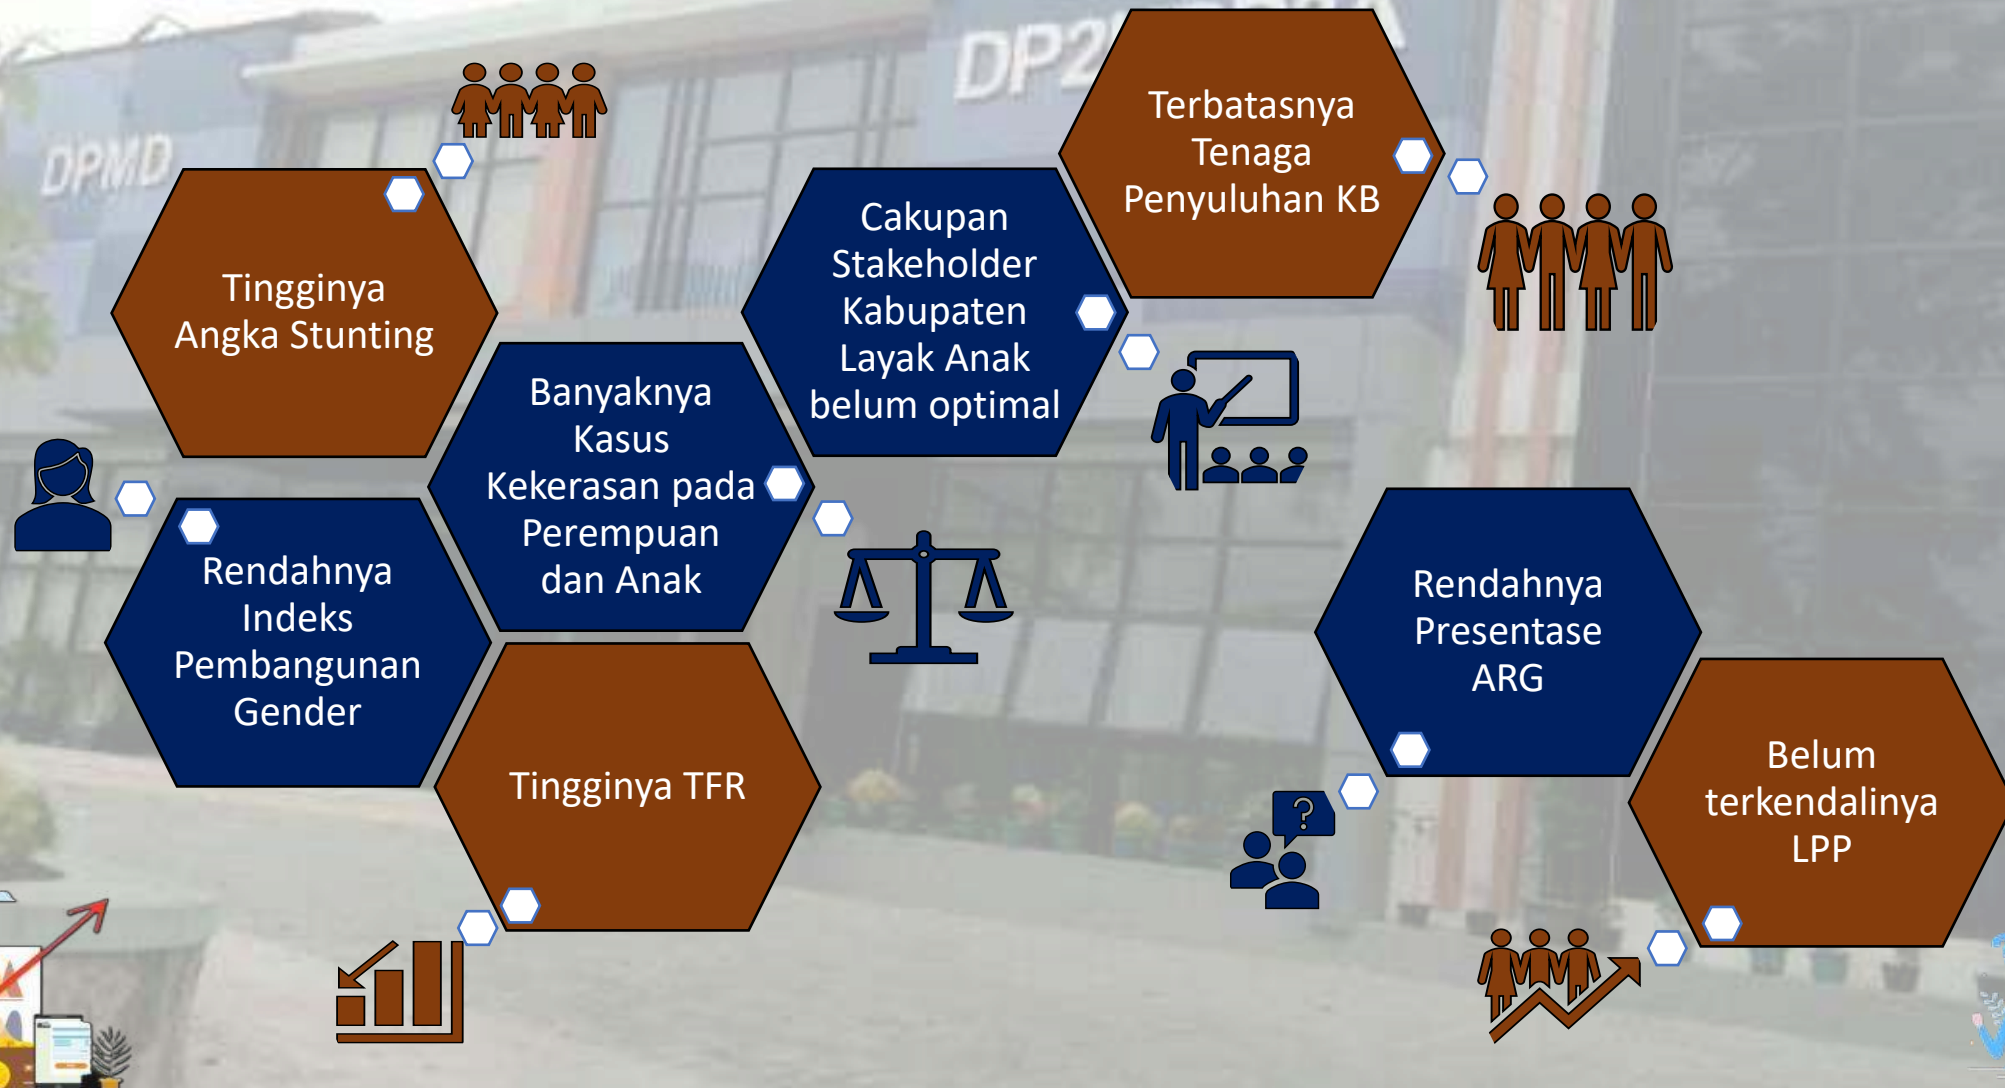 DPMD
Tingginya
Angka Stunting
Rendahnya
Indeks
Pembangunan
Gender
Banyaknya
Kasus
Kekerasan pada
Perempuan
dan Anak
Tingginya TFR
Cakupan
Stakeholder
Kabupaten
Layak Anak
belum optimal
Terbatasnya
Tenaga
Penyuluhan KB
Rendahnya
Presentase
ARG
?
Belum
terkendalinya
LPP